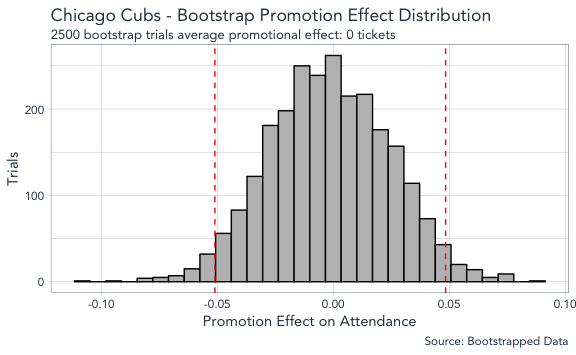 Chicago Cubs - Bootstrap Promotion Effect Distribution
2500 bootstrap trials average promotional effect: 0 tickets
Trials
200
100
0
-0.10
-0.05
0.00
0.05
0.10
Promotion Effect on Attendance
Source: Bootstrapped Data